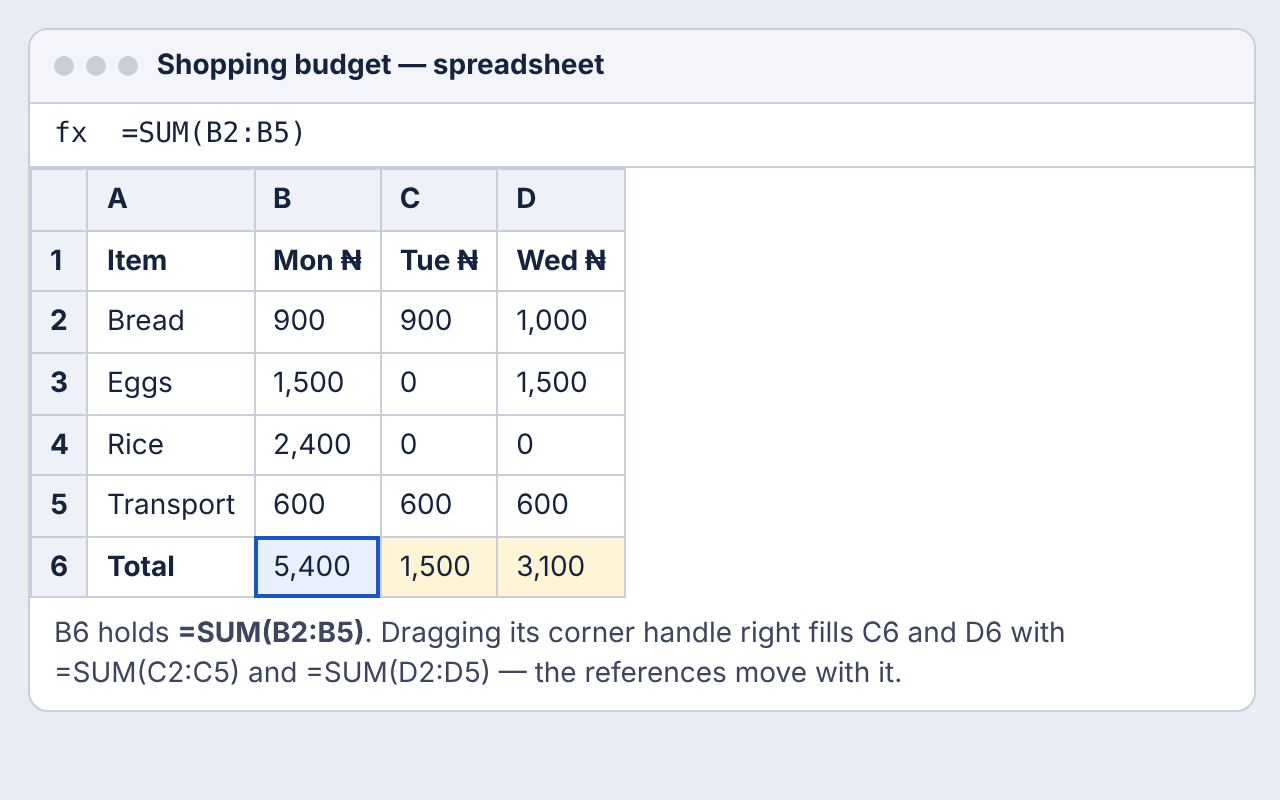 Shopping budget — spreadsheet
fx =SUM(B2:B5)
A B C D
1 Item Mon ₦ Tue ₦ Wed ₦
2 Bread 900 900 1,000
3 Eggs 1,500 0 1,500
4 Rice 2,400 0 0
5 Transport 600 600 600
6 Total 5,400 1,500 3,100
B6 holds =SUM(B2:B5). Dragging its corner handle right fills C6 and D6 with
=SUM(C2:C5) and =SUM(D2:D5) — the references move with it.